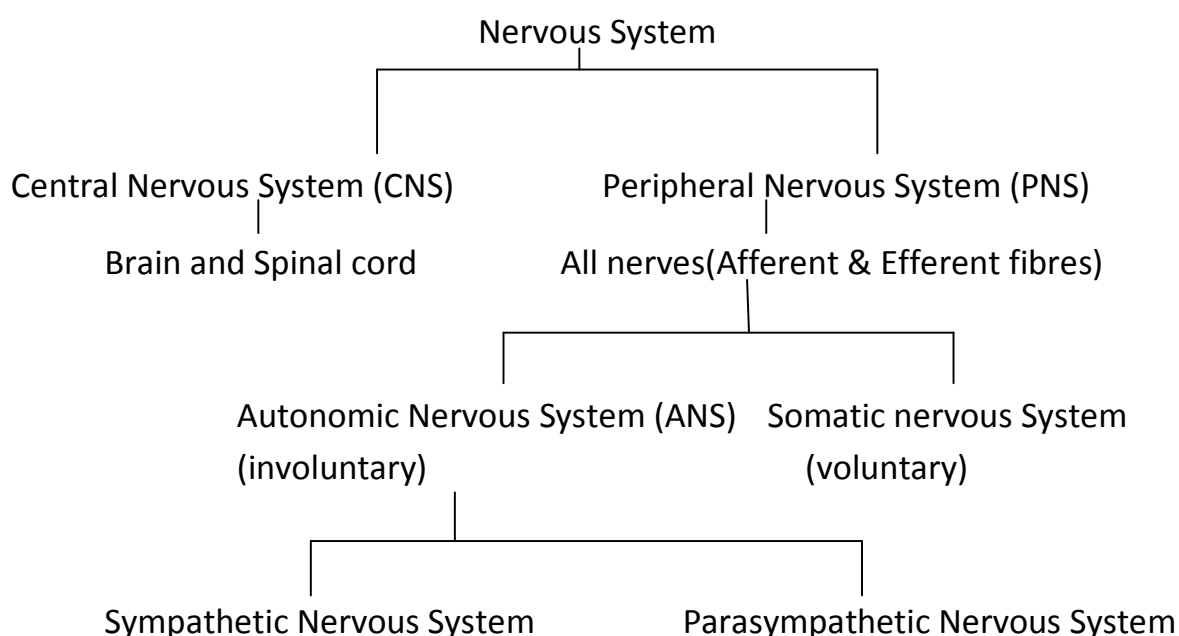 Nervous System
Central Nervous System (CNS) Peripheral Nervous System (PNS)
Brain and Spinal cord All nerves(Afferent & Efferent fibres)
Autonomic Nervous System (ANS) Somatic nervous System
(involuntary) (voluntary)
Sympathetic Nervous System Parasympathetic Nervous System